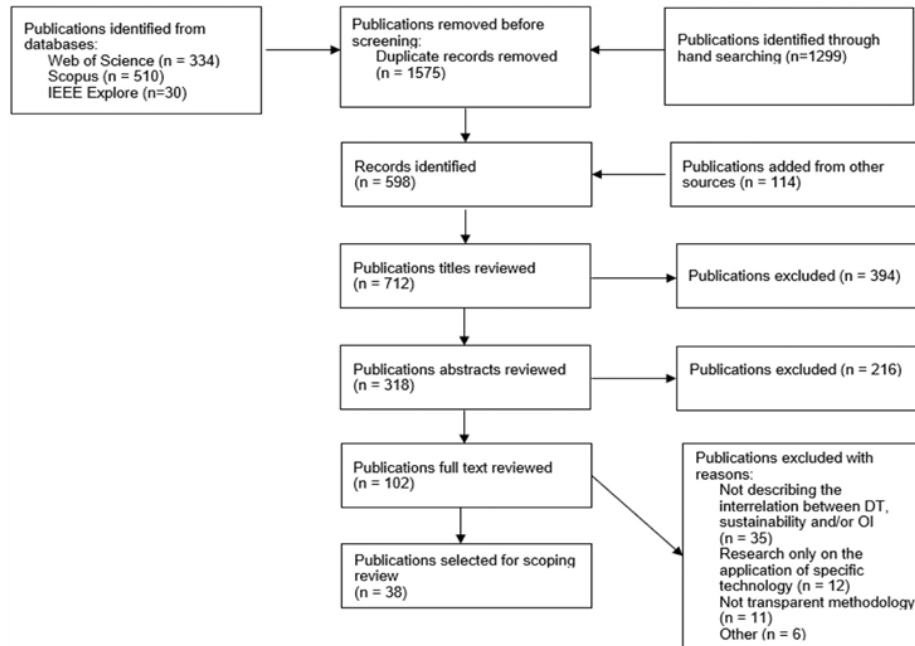 Publications identified from
databases:
Web of Science (n = 334)
Scopus (n = 510)
IEEE Explore (n=30)
Publications removed before
screening:
Duplicate records removed
(n = 1575)
Publications identified through
hand searching (n=1299)
Records identified
(n = 598)
Publications added from other
sources (n = 114)
Publications titles reviewed
(n = 712)
Publications excluded (n = 394)
Publications abstracts reviewed
(n = 318)
Publications excluded (n = 216)
Publications full text reviewed
(n = 102)
Publications excluded with
reasons:
Not describing the
interrelation between DT,
sustainability and/or OI
(n = 35)
Research only on the
application of specific
technology (n = 12)
Not transparent methodology
(n = 11)
Other (n = 6)
Publications selected for scoping
review
(n = 38)